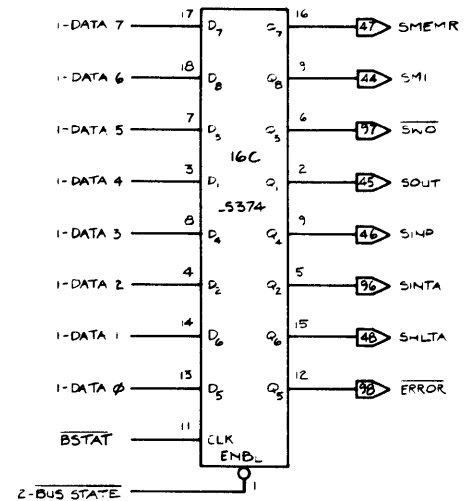 1-DATA 7 17 D7 Q7 16 47 SMEMR
1-DATA 6 18 D8 Q8 9 44 SM1
1-DATA 5 7 D3 Q3 6 97 SWO
16C
1-DATA 4 3 D1 Q1 2 45 SOUT
LS374
1-DATA 3 8 D4 Q4 9 46 SINP
1-DATA 2 4 D2 Q2 5 96 SINTA
1-DATA 1 14 D6 Q6 15 48 SHLTA
1-DATA 0 13 D5 Q5 12 98 ERROR
BSTAT 11 CLK
ENBL
2-BUS STATE 1